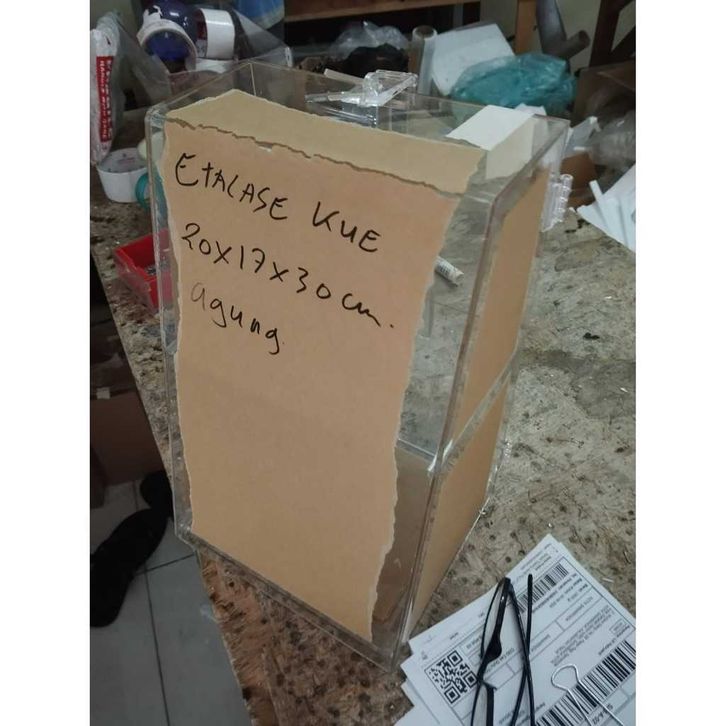 EtALASE KUE
20x17x30cm.
agung